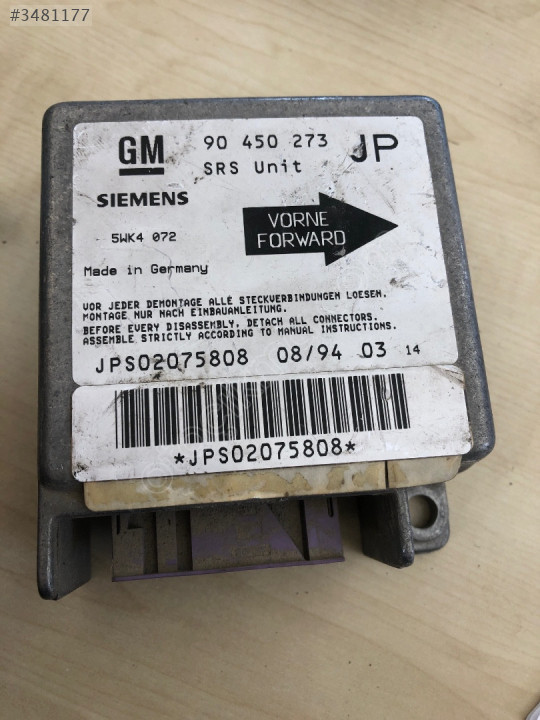 #3481177
GM 90 450 273 JP
SRS Unit
SIEMENS
5WK4 072
VORNE
FORWARD
Made in Germany
VOR JEDER DEMONTAGE ALLE STECKVERBINDUNGEN LOESEN.
MONTAGE NUR NACH EINBAUANLEITUNG.
BEFORE EVERY DISASSEMBLY, DETACH ALL CONNECTORS.
ASSEMBLE STRICTLY ACCORDING TO MANUAL INSTRUCTIONS.
JPS02075808 08/94 03 14
*JPS02075808*